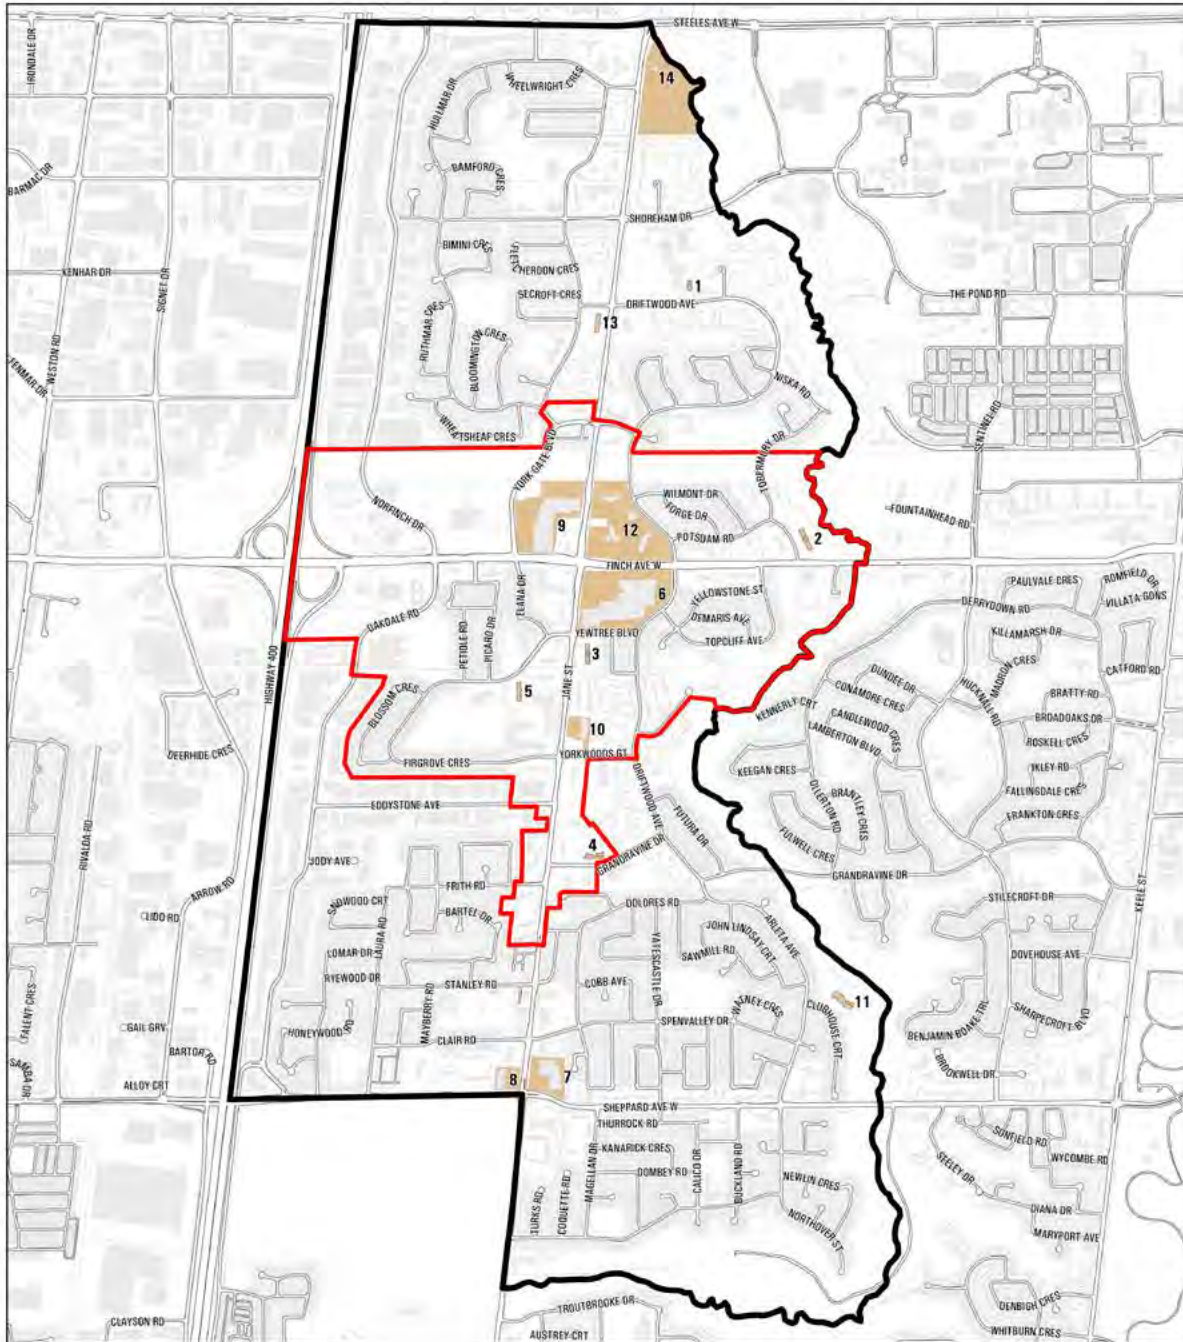 STEELES AVE W
IRONDALE DR
14
WHEELWRIGHT CRES
HULLMAR DR
BARMAC DR
BAMFORD CRES
SHOREHAM DR
BIMINI CRES
HERDON CRES
KENHAR DR
SIGNET DR
SECROFT CRES
1
THE POND RD
DRIFTWOOD AVE
13
RUTHMAR CRES
BLOOMINGTON CRES
WESTON RD
FENMAR DR
NISKA RD
SENTINEL RD
WHEATSHEAF CRES
YORK GATE BLVD
TOBERMORY DR
NORFINCH DR
WILMONT DR
FORGE DR
FOUNTAINHEAD RD
9
12
POTSDAM RD
2
FINCH AVE W
ELANA DR
6
YELLOWSTONE ST
PAULVALE CRES
ROMFIELD DR
DERRYDOWN RD
VILLATA GDNS
OAKDALE RD
PETIOLE RD
PICARD DR
DEMARIS AVE
YEWTREE BLVD
TOPCLIFF AVE
KILLAMARSH DR
3
HIGHWAY 400
JANE ST
MADRON CRES
CATFORD RD
DUNDEE DR
HUCKNALL RD
5
BLOSSOM CRES
CONAMORE CRES
BRATTY RD
KENNERLY CRT
CANDLEWOOD CRES
BROADOAKS DR
10
LAMBERTON BLVD
ROSKELL CRES
DEERHIDE CRES
YORKWOODS GT
FIRGROVE CRES
KEEGAN CRES
IKLEY RD
DRIFTWOOD AVE
OLLERTON RD
BRANTLEY CRES
FALLINGDALE CRES
EDDYSTONE AVE
FUTURA DR
FRANKTON CRES
RIVALDA RD
FULWELL CRES
4
JODY AVE
GRANDRAVINE DR
GRANDRAVINE DR
KEELE ST
ARROW RD
FRITH RD
STILECROFT DR
SADWOOD CRT
DOLORES RD
LIDO RD
BARTEL DR
ARLETA AVE
LAURA RD
JOHN LINDSAY CRT
YATESCASTLE DR
LOMAR DR
SAWMILL RD
DOVEHOUSE AVE
RYEWOOD DR
STANLEY RD
COBB AVE
TALENT CRES
11
MAYBERRY RD
WATNEY CRES
CLUBHOUSE CRT
SHARPECROFT BLVD
GAIL GRV
HONEYWOOD RD
SPENVALLEY DR
BENJAMIN BOAKE TRL
CLAIR RD
BARTOR RD
BROOKWELL DR
SAMBA DR
ALLOY CRT
8
7
SHEPPARD AVE W
THURROCK RD
SONFIELD RD
KANARICK CRES
WYCOMBE RD
MAGELLAN DR
DOMBEY RD
CALICO DR
BUCKLAND RD
SEELEY DR
NEWLIN CRES
TURKS RD
COQUETTE RD
DIANA DR
NORTHOVER ST
MARYPORT AVE
TROUTBROOKE DR
DENBIGH CRES
CLAYSON RD
AUSTREY CRT
WHITBURN CRES